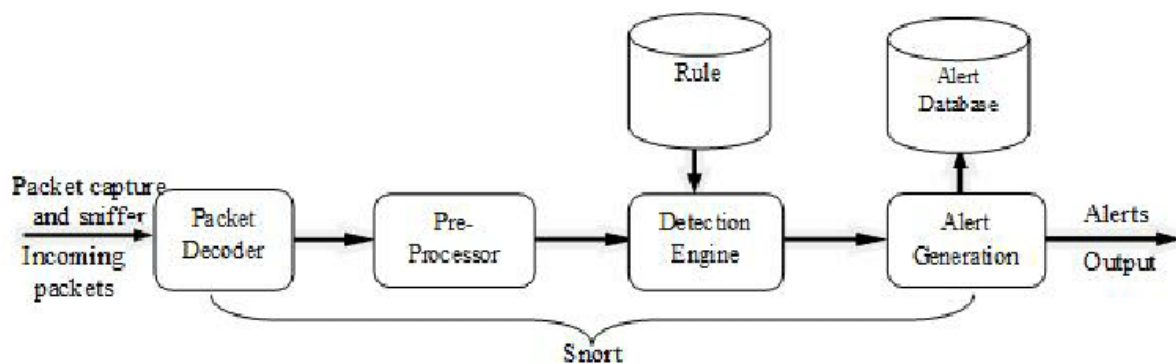 Rule
Alert
Database
Packet capture
and sniffer
Incoming
packets
Packet
Decoder
Pre-
Processor
Detection
Engine
Alert
Generation
Alerts
Output
Snort